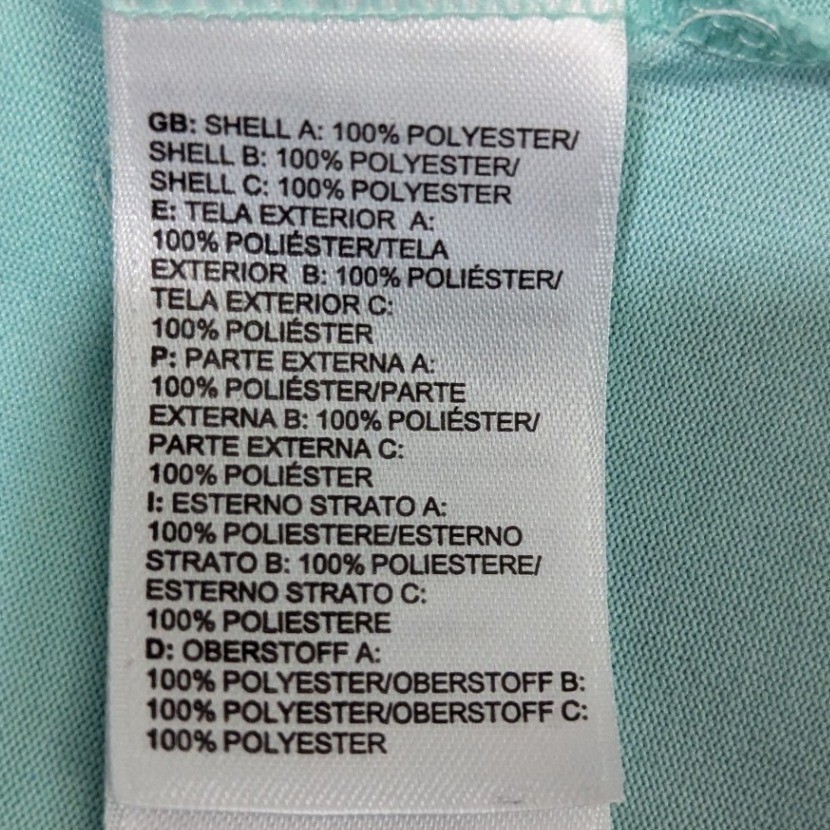 GB: SHELL A: 100% POLYESTER/
SHELL B: 100% POLYESTER/
SHELL C: 100% POLYESTER
E: TELA EXTERIOR A:
100% POLIÉSTER/TELA
EXTERIOR B: 100% POLIÉSTER/
TELA EXTERIOR C:
100% POLIÉSTER
P: PARTE EXTERNA A:
100% POLIÉSTER/PARTE
EXTERNA B: 100% POLIÉSTER/
PARTE EXTERNA C:
100% POLIÉSTER
I: ESTERNO STRATO A:
100% POLIESTERE/ESTERNO
STRATO B: 100% POLIESTERE/
ESTERNO STRATO C:
100% POLIESTERE
D: OBERSTOFF A:
100% POLYESTER/OBERSTOFF B:
100% POLYESTER/OBERSTOFF C:
100% POLYESTER